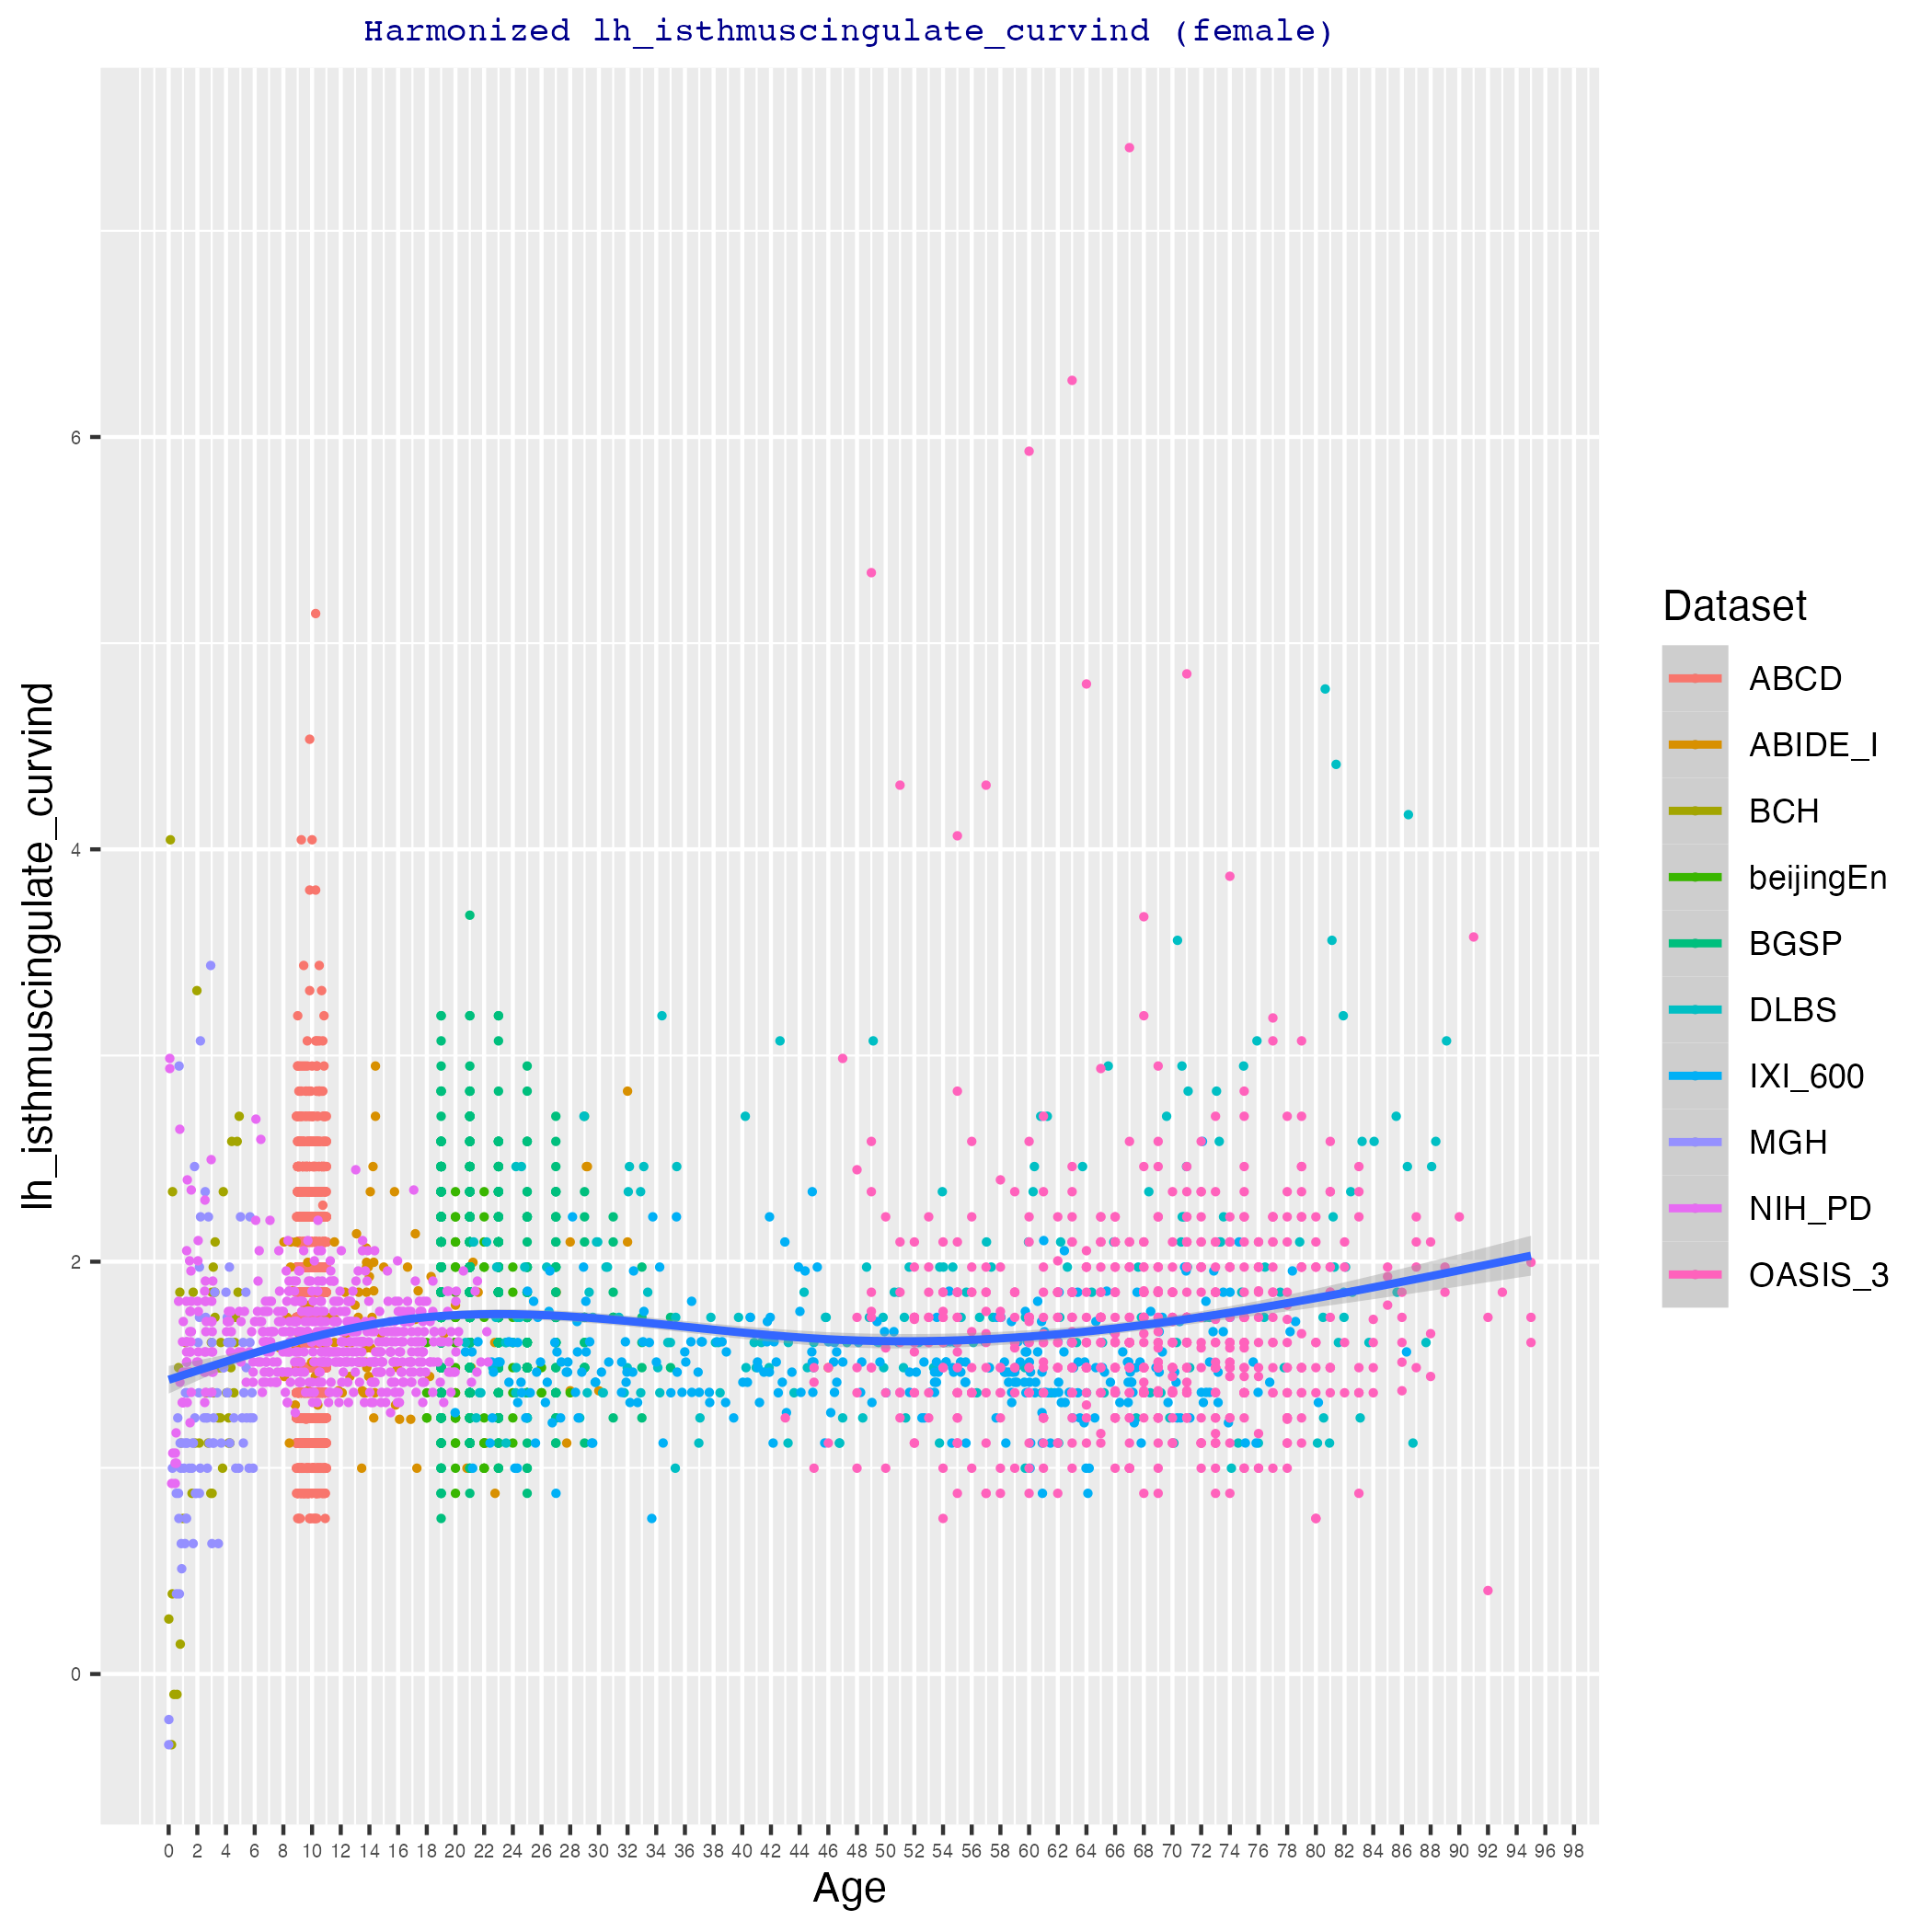 Harmonized lh_isthmuscingulate_curvind (female)
lh_isthmuscingulate_curvind
6
4
2
0
0 2 4 6 8 10 12 14 16 18 20 22 24 26 28 30 32 34 36 38 40 42 44 46 48 50 52 54 56 58 60 62 64 66 68 70 72 74 76 78 80 82 84 86 88 90 92 94 96 98
Age
Dataset
ABCD
ABIDE_I
BCH
beijingEn
BGSP
DLBS
IXI_600
MGH
NIH_PD
OASIS_3